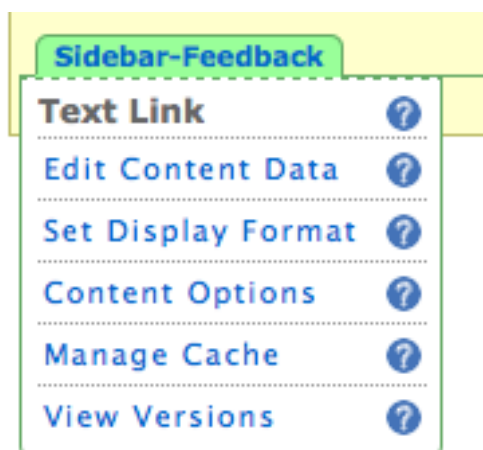 Sidebar-Feedback
Text Link ?
Edit Content Data ?
Set Display Format ?
Content Options ?
Manage Cache ?
View Versions ?